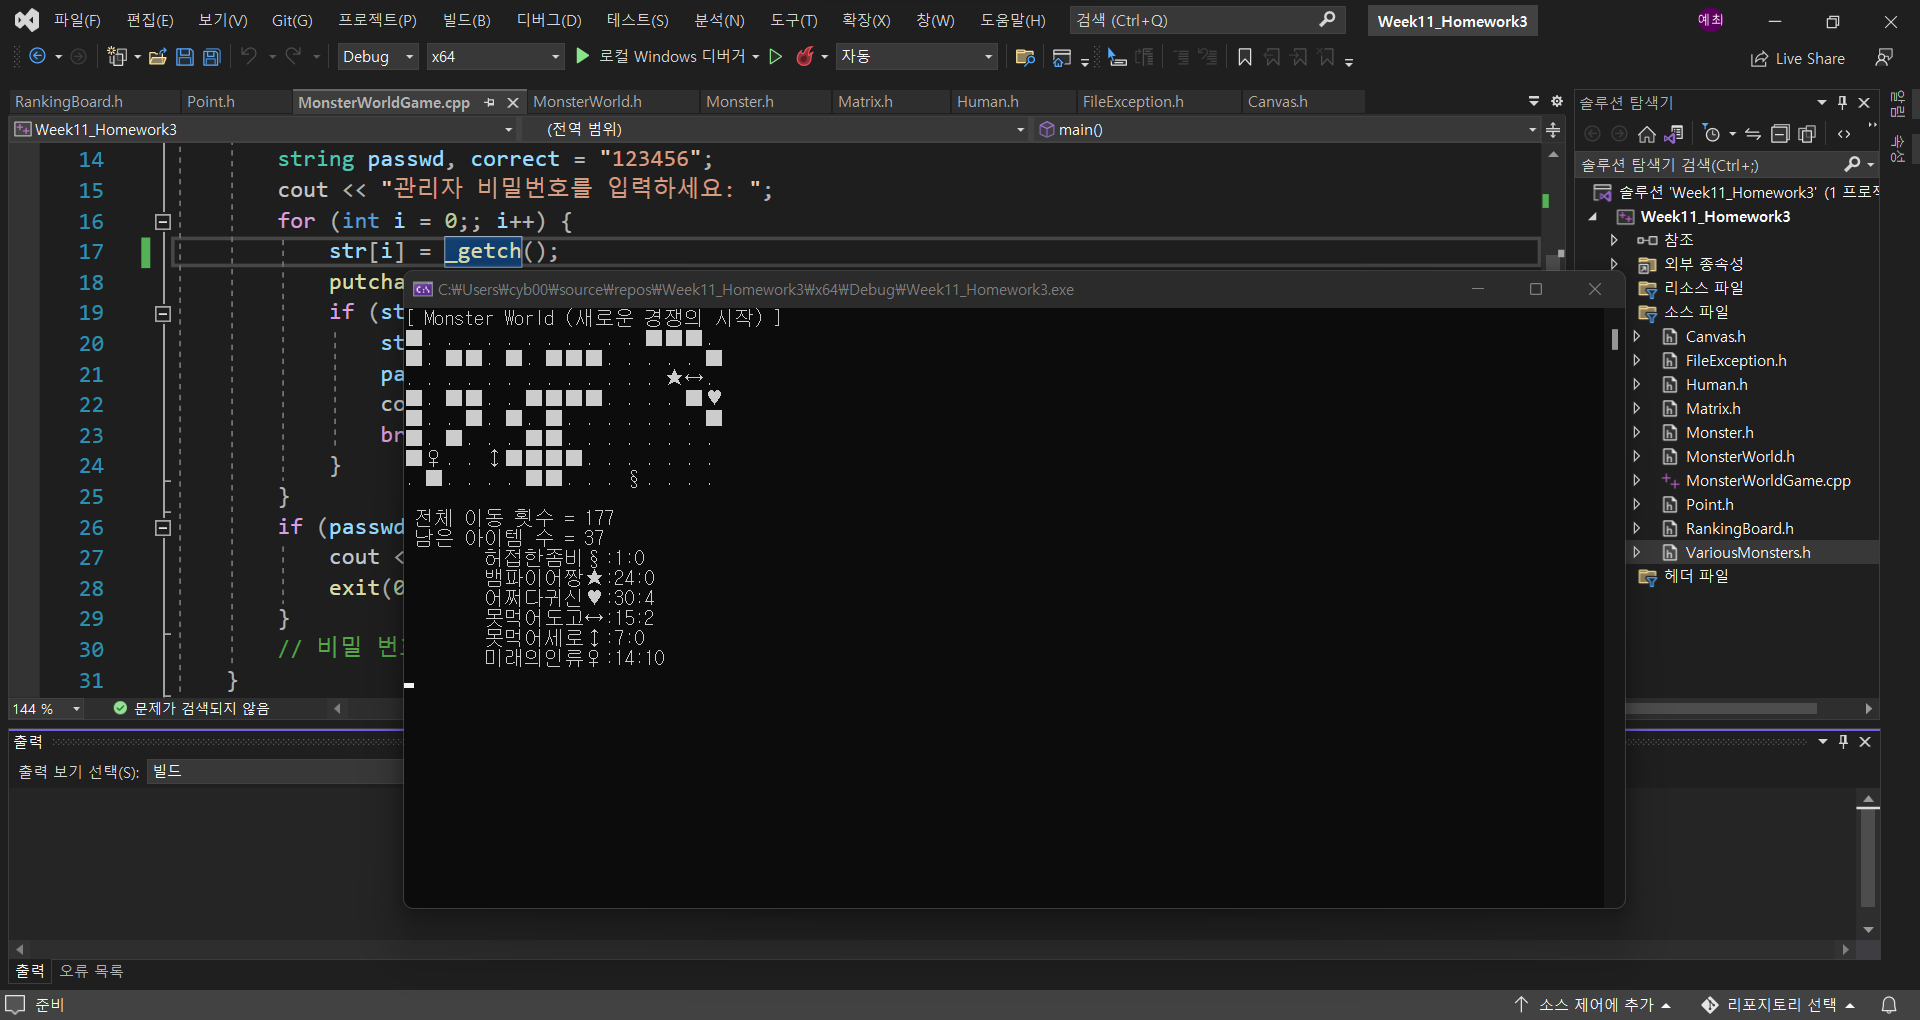 파일(F) 편집(E) 보기(V) Git(G) 프로젝트(P) 빌드(B) 디버그(D) 테스트(S) 분석(N) 도구(T) 확장(X) 창(W) 도움말(H) 검색 (Ctrl+Q) Week11_Homework3 예최
Debug x64 로컬 Windows 디버거 자동 Live Share
RankingBoard.h Point.h MonsterWorldGame.cpp MonsterWorld.h Monster.h Matrix.h Human.h FileException.h Canvas.h
Week11_Homework3 (전역 범위) main()
14 string passwd, correct = "123456";
15 cout << "관리자 비밀번호를 입력하세요: ";
16 for (int i = 0;; i++) {
17 str[i] = _getch();
18 putcha
19 if (st
20 st
21 pa
22 co
23 br
24 }
25 }
26 if (passwd
27 cout <
28 exit(0
29 }
30 // 비밀 번
31 }
144 % 문제가 검색되지 않음
C:₩Users₩cyb00₩source₩repos₩Week11_Homework3₩x64₩Debug₩Week11_Homework3.exe
[ Monster World (새로운 경쟁의 시작) ]
■. . . . . . . . . . . ■■■.
■. ■■. ■. ■■■. . . . . ■
. . . . . . . . . . . . . ★↔.
■. ■■. . ■■■■. . . . ■♥
■. . ■. ■. ■. . . . . . . ■
■. ■. . . ■■. . . . . . . .
■♀. . ↕■■■■. . . . . . .
. ■. . . . ■■. . . § . . . .
전체 이동 횟수 = 177
남은 아이템 수 = 37
허접한좀비§:1:0
뱀파이어짱★:24:0
어쩌다귀신♥:30:4
못먹어도고↔:15:2
못먹어세로↕:7:0
미래의인류♀:14:10
솔루션 탐색기
솔루션 탐색기 검색(Ctrl+;)
솔루션 'Week11_Homework3' (1 프로
Week11_Homework3
참조
외부 종속성
리소스 파일
소스 파일
Canvas.h
FileException.h
Human.h
Matrix.h
Monster.h
MonsterWorld.h
MonsterWorldGame.cpp
Point.h
RankingBoard.h
VariousMonsters.h
헤더 파일
알림
속성
출력
출력 보기 선택(S): 빌드
출력 오류 목록
준비 소스 제어에 추가 리포지토리 선택